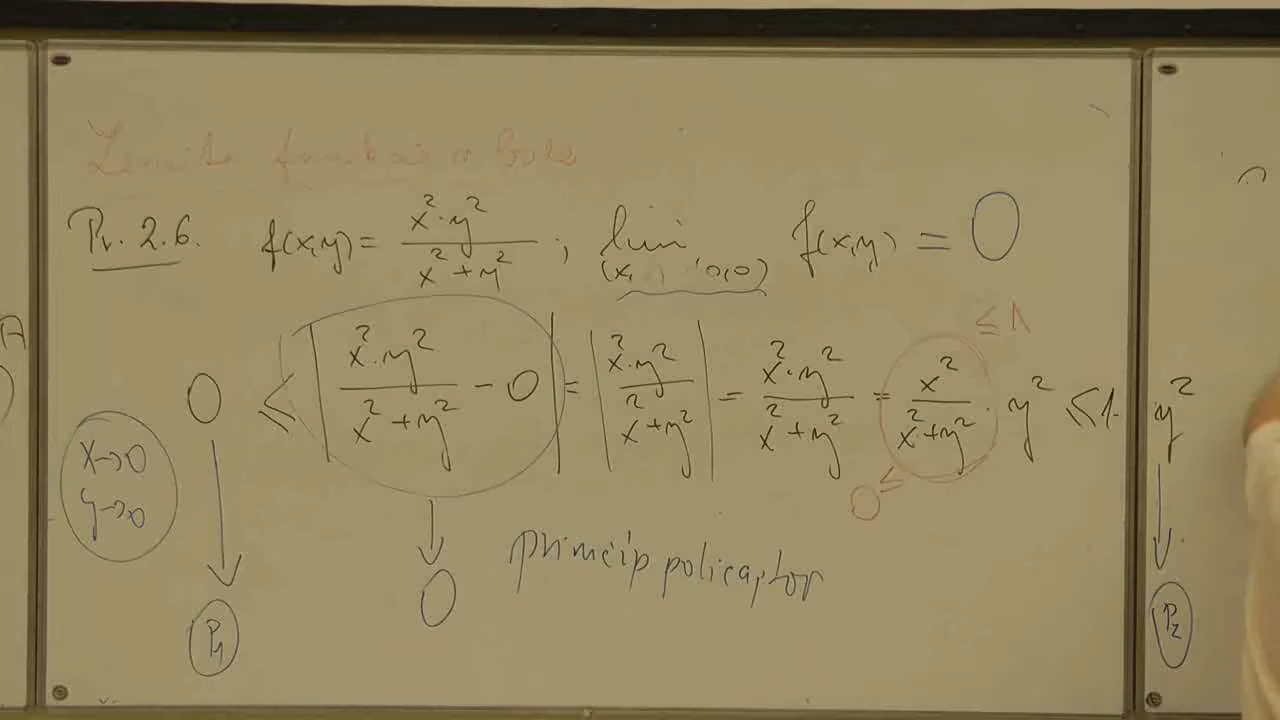 Pr. 2.6. f(x,y) = x²·y² / x²+y² ; lim (x, 0,0) f(x,y) = 0
≤ 1
0 ≤ | x²·y² / x²+y² - 0 | = | x²·y² / x²+y² | = x²·y² / x²+y² = x² / x²+y² · y² ≤ 1· y²
0 ≤
x→0
y→0
0
princip policajtov
P₁
P₂
A